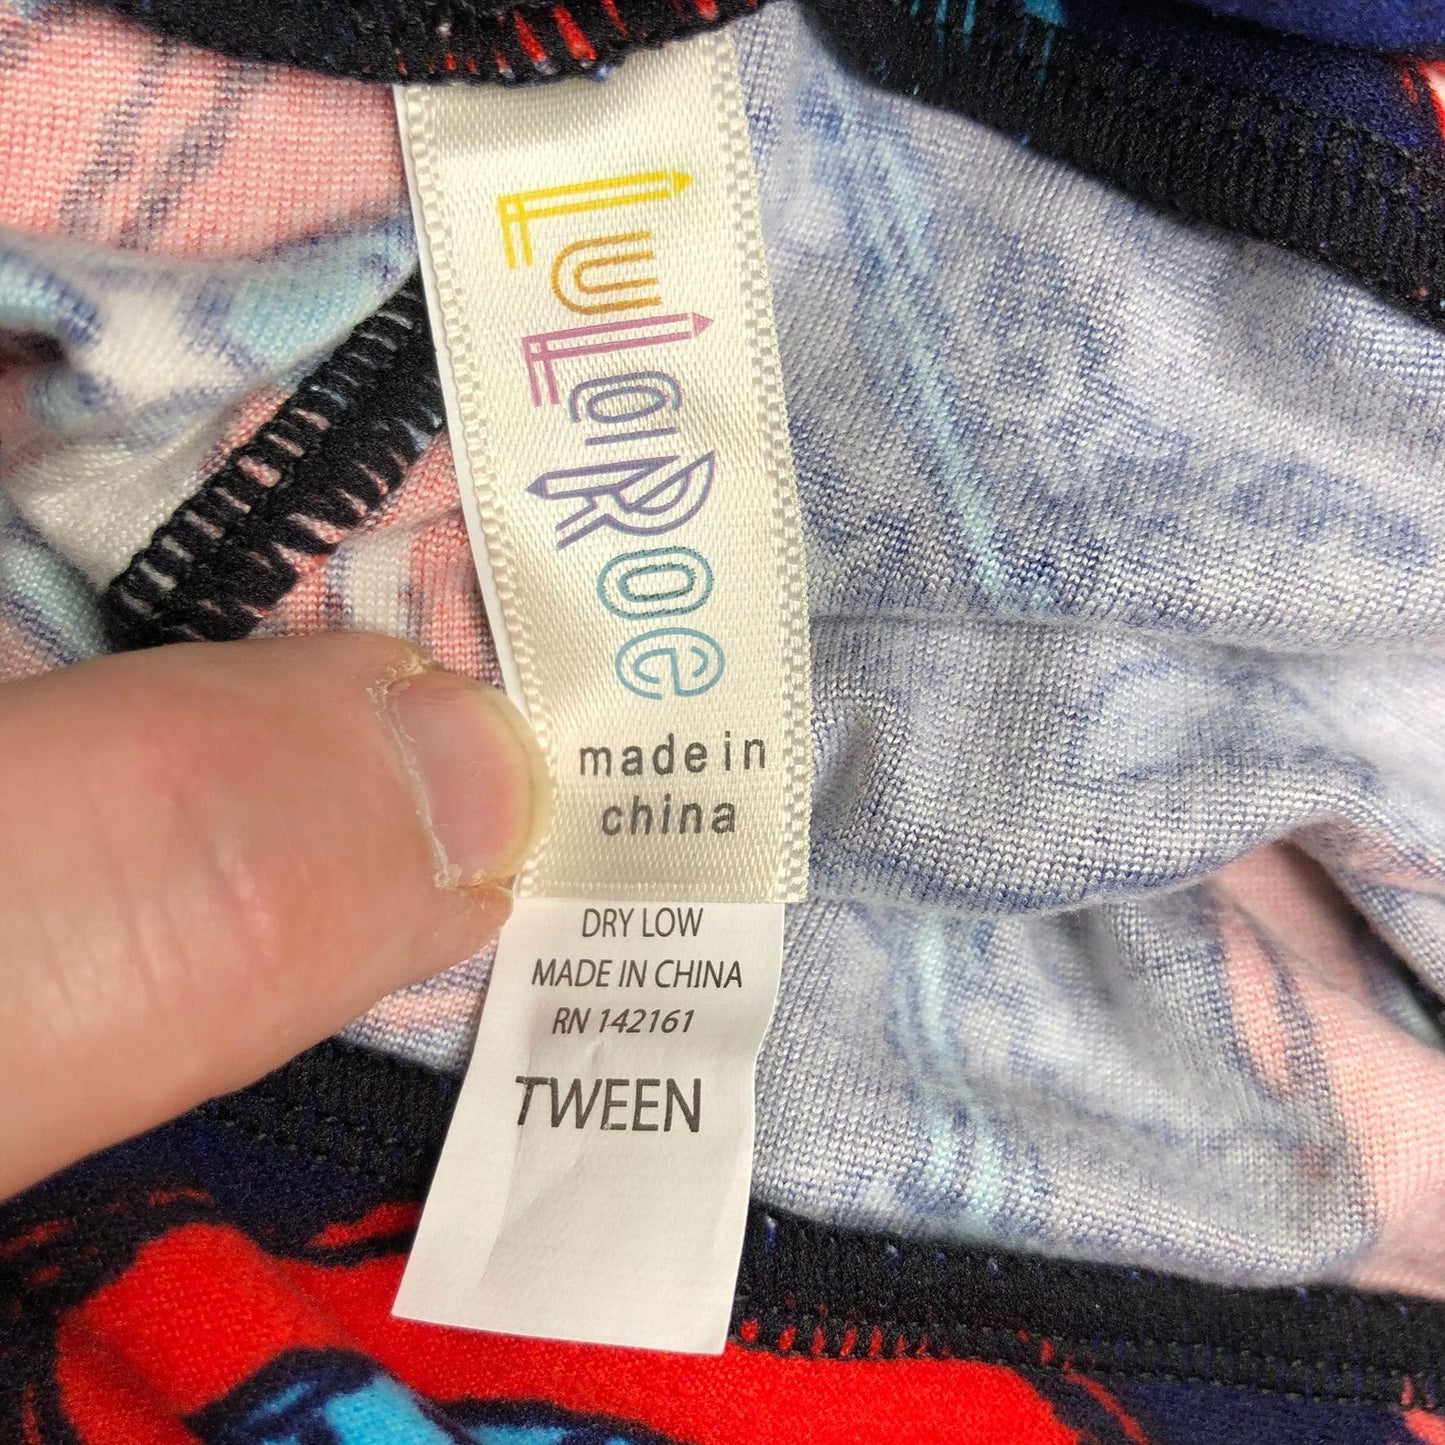 LuLaRoe
made in
china
DRY LOW
MADE IN CHINA
RN 142161
TWEEN